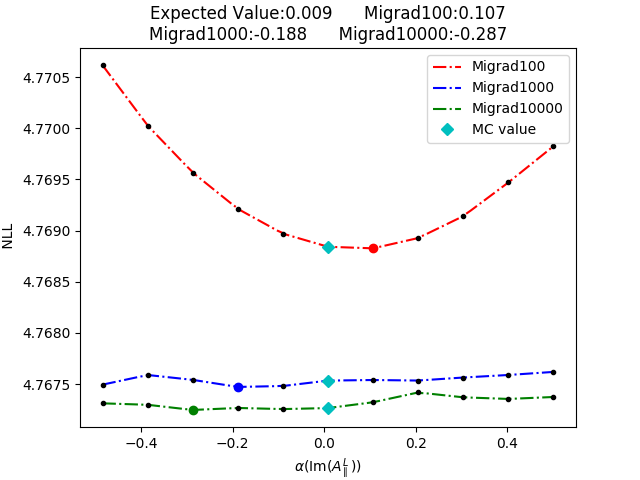 Expected Value:0.009 Migrad100:0.107
Migrad1000:-0.188 Migrad10000:-0.287
Migrad100
Migrad1000
Migrad10000
MC value
4.7705
4.7700
4.7695
4.7690
4.7685
4.7680
4.7675
NLL
−0.4 −0.2 0.0 0.2 0.4
α(Im(A∥^L))